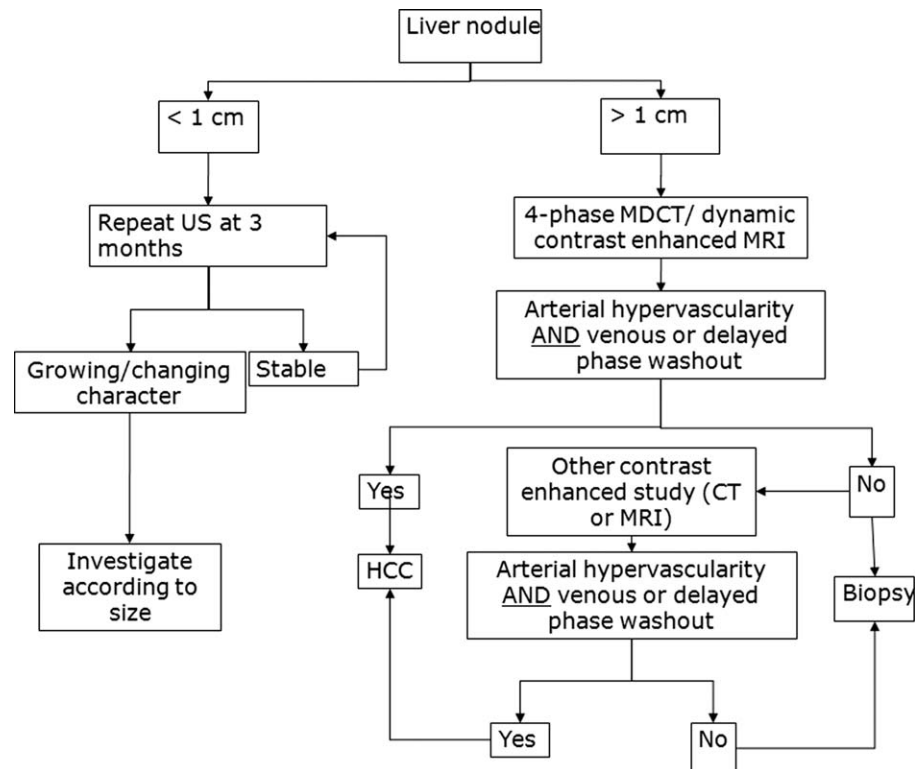 Liver nodule
< 1 cm
> 1 cm
Repeat US at 3
months
4-phase MDCT/ dynamic
contrast enhanced MRI
Arterial hypervascularity
AND venous or delayed
phase washout
Growing/changing
character
Stable
Yes
Other contrast
enhanced study (CT
or MRI)
No
Investigate
according to
size
HCC
Arterial hypervascularity
AND venous or delayed
phase washout
Biopsy
Yes
No